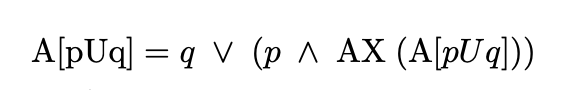 A[pUq] = q ∨ (p ∧ AX (A[pUq]))